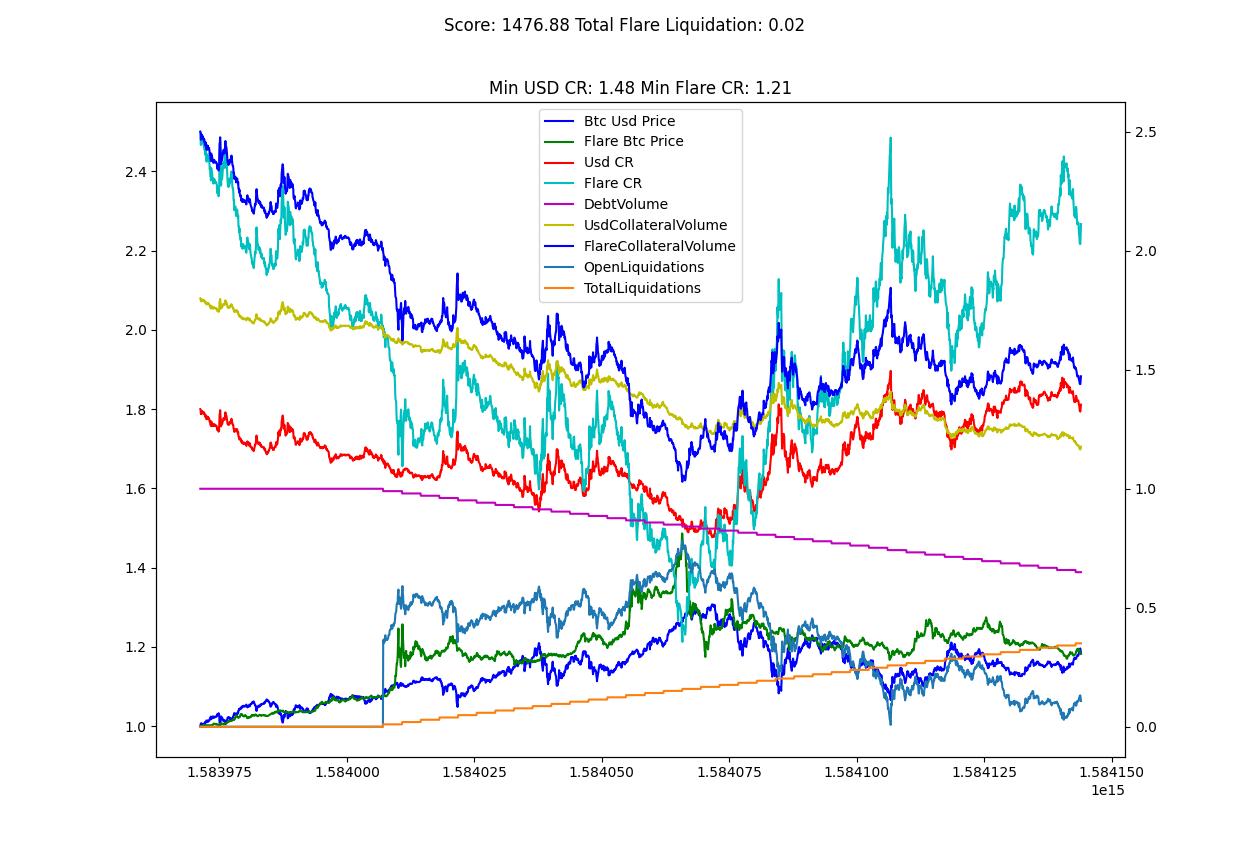 Score: 1476.88 Total Flare Liquidation: 0.02
Min USD CR: 1.48 Min Flare CR: 1.21
Btc Usd Price
Flare Btc Price
Usd CR
Flare CR
DebtVolume
UsdCollateralVolume
FlareCollateralVolume
OpenLiquidations
TotalLiquidations
2.4
2.2
2.0
1.8
1.6
1.4
1.2
1.0
2.5
2.0
1.5
1.0
0.5
0.0
1.583975 1.584000 1.584025 1.584050 1.584075 1.584100 1.584125 1.584150
1e15